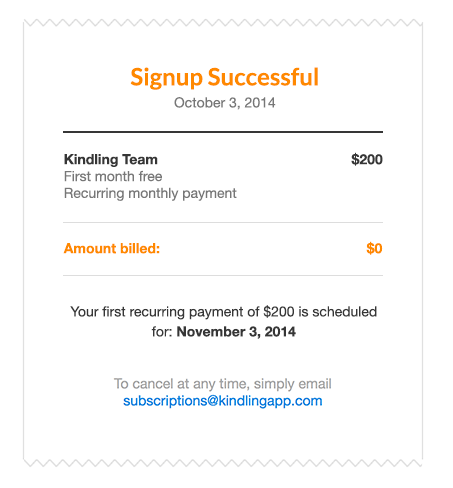 Signup Successful
October 3, 2014
Kindling Team $200
First month free
Recurring monthly payment
Amount billed: $0
Your first recurring payment of $200 is scheduled
for: November 3, 2014
To cancel at any time, simply email
subscriptions@kindlingapp.com